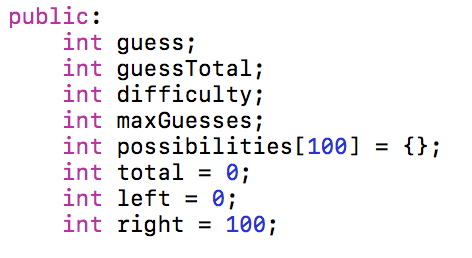 public:
    int guess;
    int guessTotal;
    int difficulty;
    int maxGuesses;
    int possibilities[100] = {};
    int total = 0;
    int left = 0;
    int right = 100;